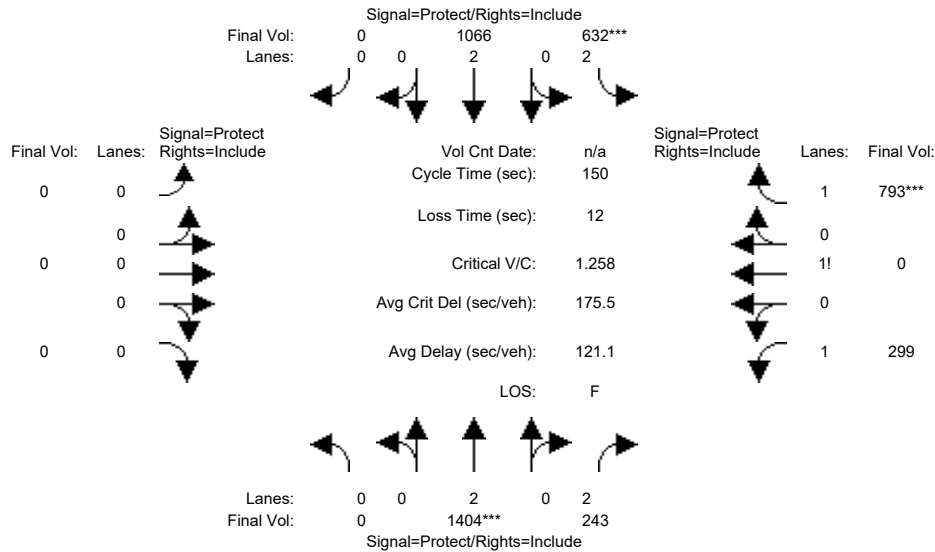 Signal=Protect/Rights=Include
Final Vol: 0 1066 632***
Lanes: 0 0 2 0 2
Signal=Protect
Final Vol: Lanes: Rights=Include
Vol Cnt Date: n/a
Signal=Protect
Rights=Include Lanes: Final Vol:
Cycle Time (sec): 150
0 0 1 793***
Loss Time (sec): 12
0 0
0 0 Critical V/C: 1.258 1! 0
0 Avg Crit Del (sec/veh): 175.5 0
0 0 Avg Delay (sec/veh): 121.1 1 299
LOS: F
Lanes: 0 0 2 0 2
Final Vol: 0 1404*** 243
Signal=Protect/Rights=Include